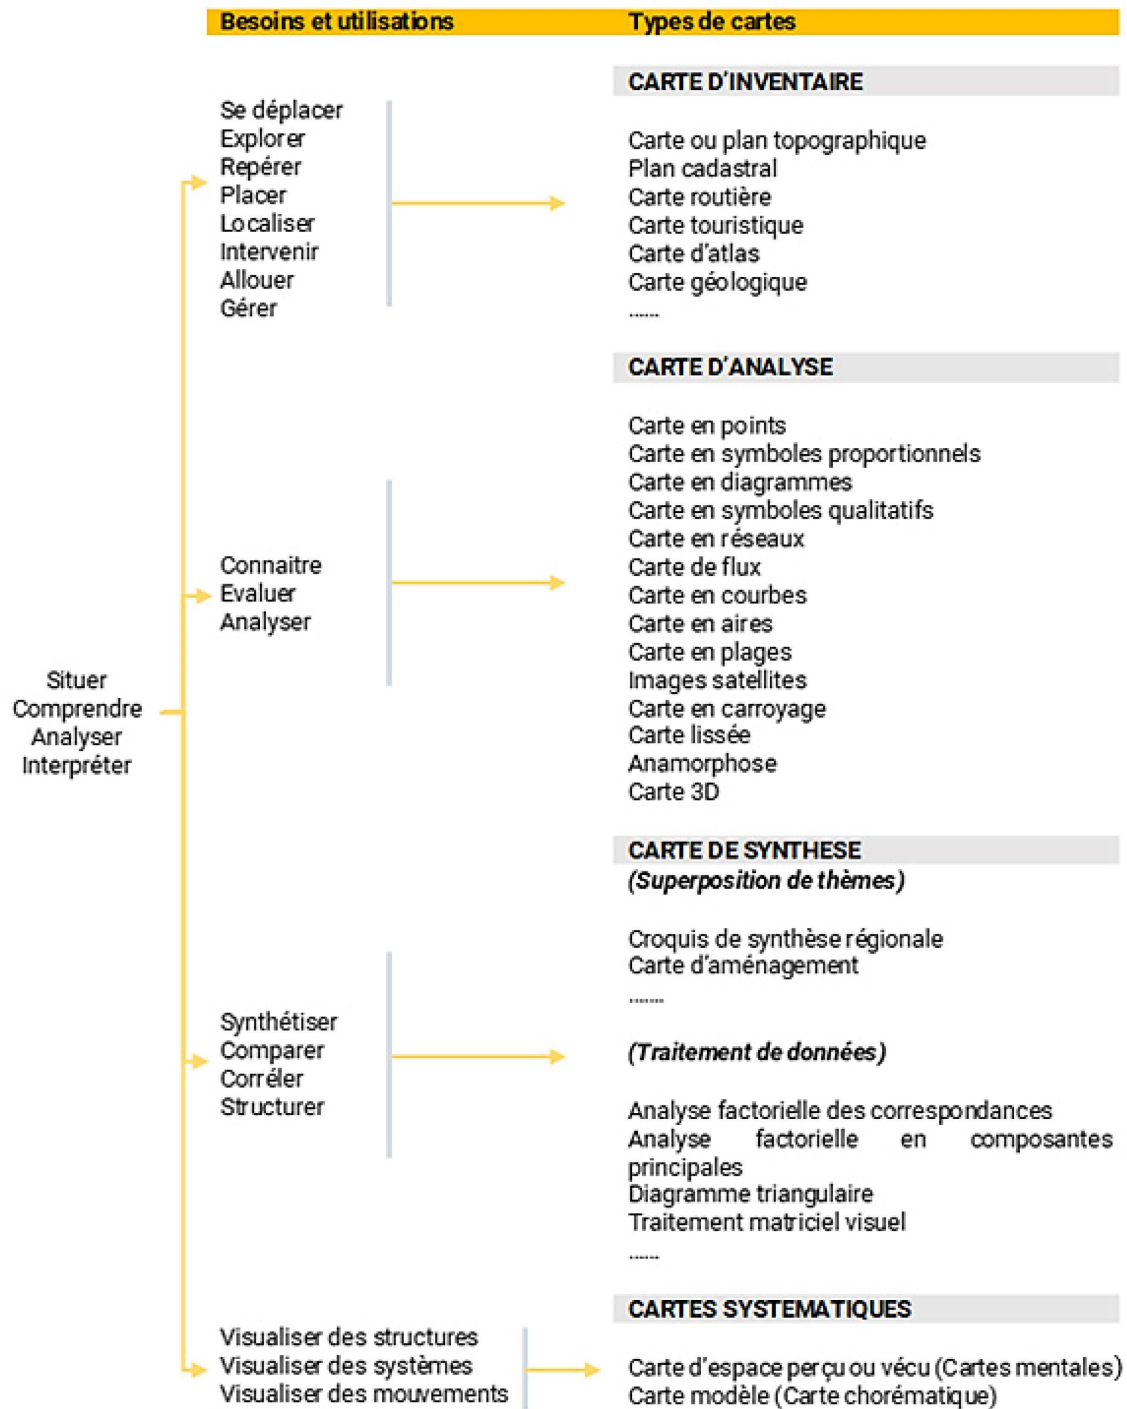 Besoins et utilisations
Types de cartes
CARTE D'INVENTAIRE
Se déplacer
Explorer
Repérer
Placer
Localiser
Intervenir
Allouer
Gérer
Carte ou plan topographique
Plan cadastral
Carte routière
Carte touristique
Carte d'atlas
Carte géologique
......
CARTE D'ANALYSE
Connaitre
Evaluer
Analyser
Carte en points
Carte en symboles proportionnels
Carte en diagrammes
Carte en symboles qualitatifs
Carte en réseaux
Carte de flux
Carte en courbes
Carte en aires
Carte en plages
Images satellites
Carte en carroyage
Carte lissée
Anamorphose
Carte 3D
Situer
Comprendre
Analyser
Interpréter
CARTE DE SYNTHESE
(Superposition de thèmes)
Croquis de synthèse régionale
Carte d'aménagement
.......
Synthétiser
Comparer
Corréler
Structurer
(Traitement de données)
Analyse factorielle des correspondances
Analyse factorielle en composantes
principales
Diagramme triangulaire
Traitement matriciel visuel
......
CARTES SYSTEMATIQUES
Visualiser des structures
Visualiser des systèmes
Visualiser des mouvements
Carte d'espace perçu ou vécu (Cartes mentales)
Carte modèle (Carte chorématique)